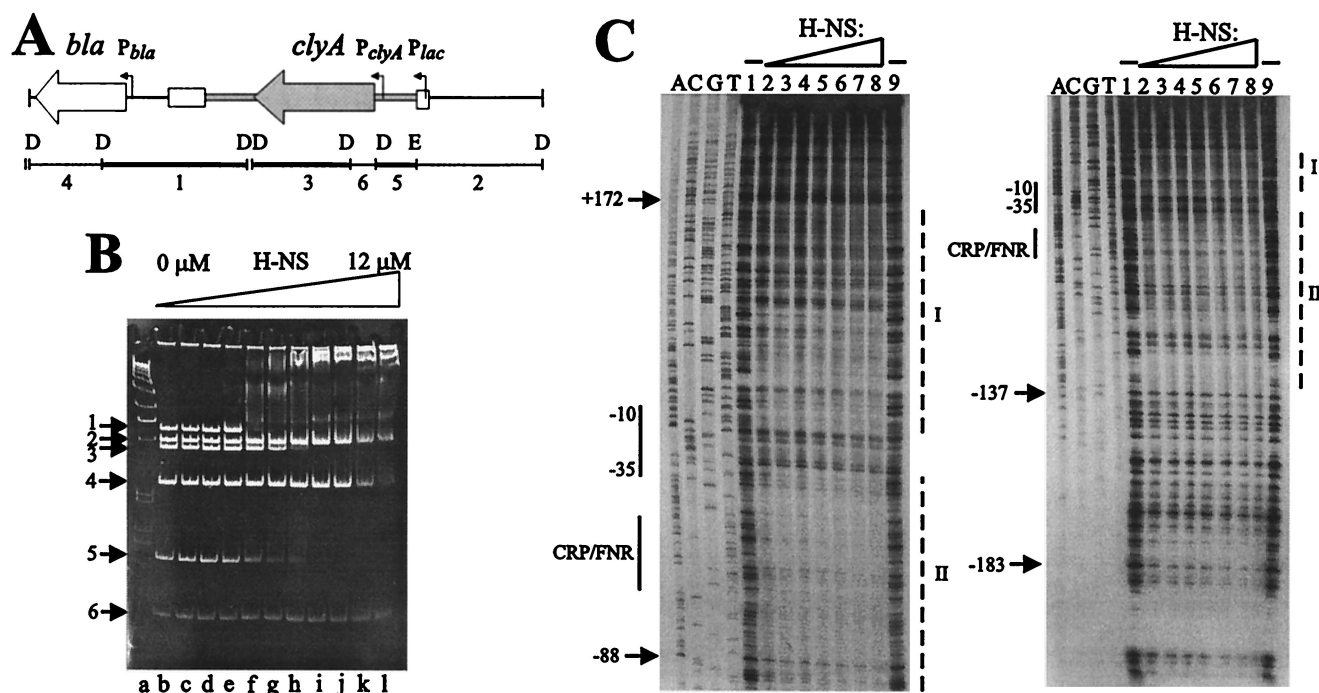 A
bla Pbla
clyA PclyA Plac
D D DD D D E D
4 1 3 6 5 2
B
0 µM H-NS 12 µM
1
2
3
4
5
6
a b c d e f g h i j k l
C
H-NS:
–
–
A C G T 1 2 3 4 5 6 7 8 9
+172
I
-10
-35
CRP/FNR
II
-88
H-NS:
–
–
A C G T 1 2 3 4 5 6 7 8 9
I
-10
-35
CRP/FNR
II
-137
-183